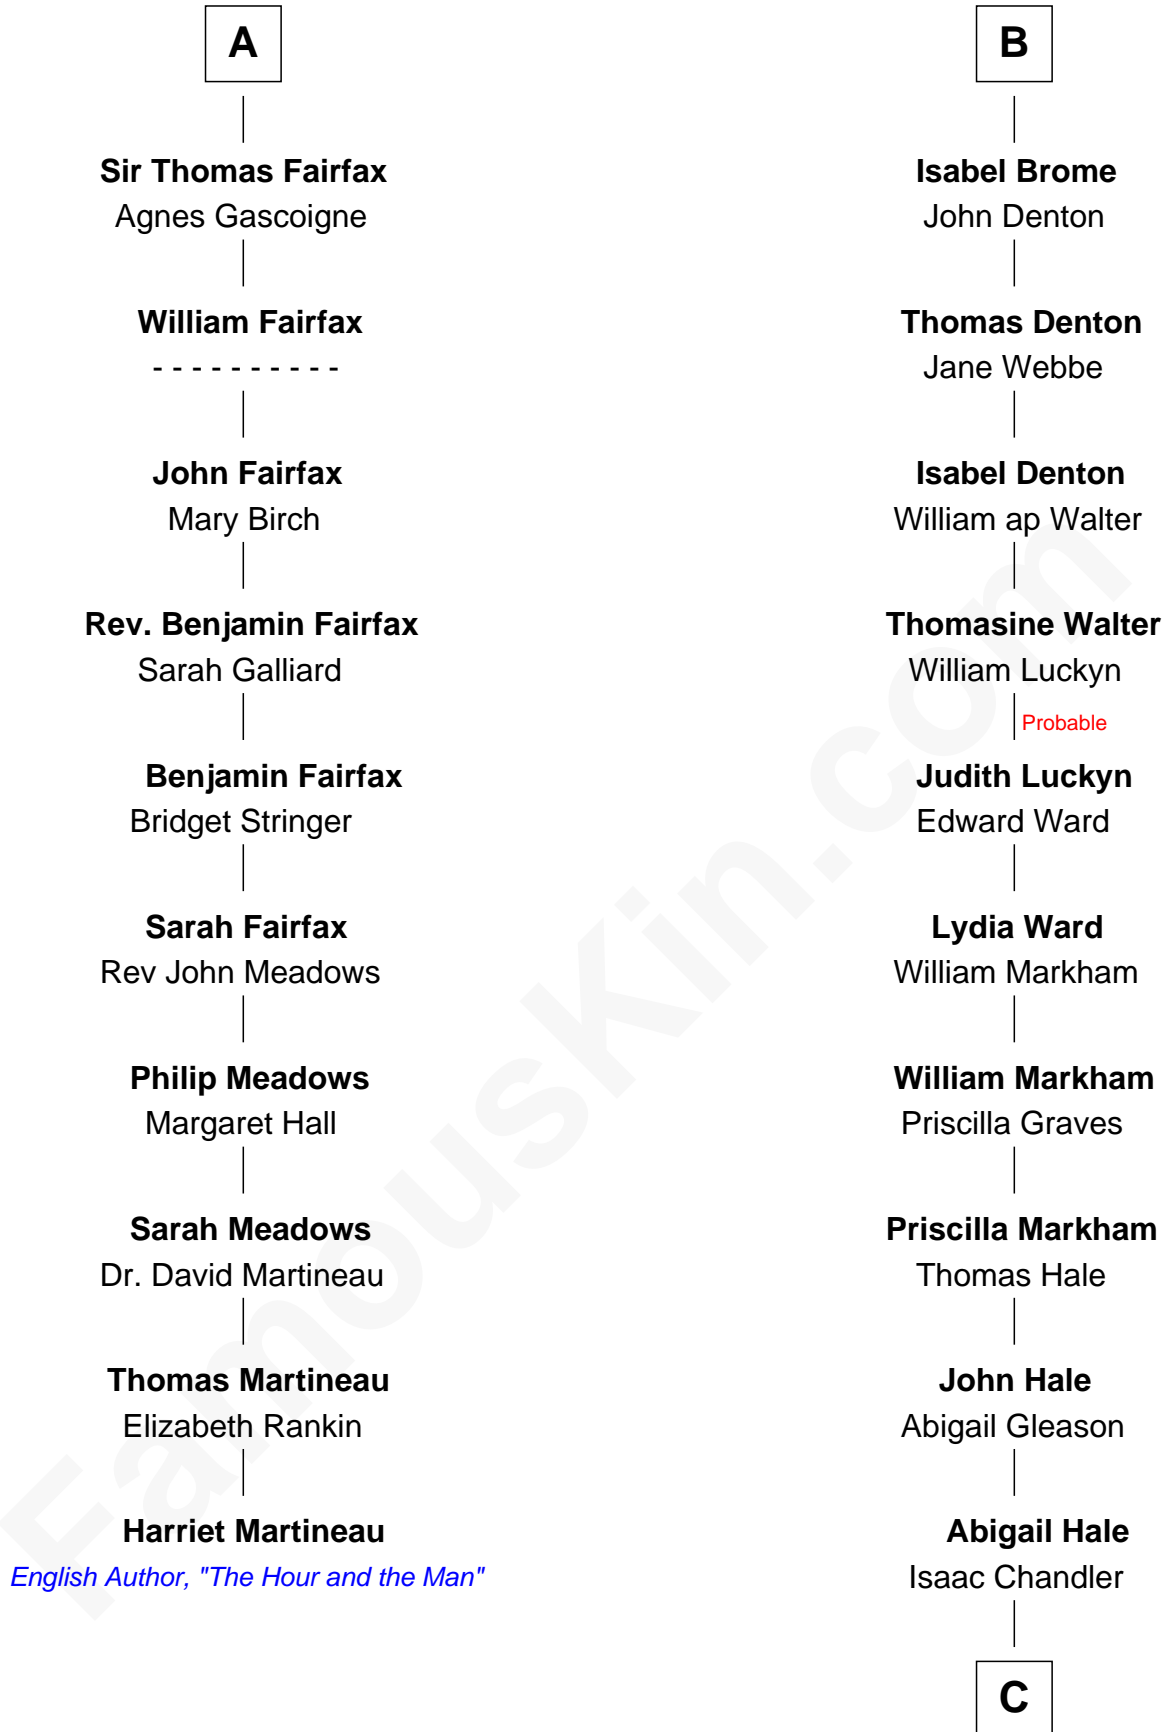 A
Sir Thomas Fairfax
Agnes Gascoigne
William Fairfax
- - - - - - - - - -
John Fairfax
Mary Birch
Rev. Benjamin Fairfax
Sarah Galliard
Benjamin Fairfax
Bridget Stringer
Sarah Fairfax
Rev John Meadows
Philip Meadows
Margaret Hall
Sarah Meadows
Dr. David Martineau
Thomas Martineau
Elizabeth Rankin
Harriet Martineau
English Author, "The Hour and the Man"
B
Isabel Brome
John Denton
Thomas Denton
Jane Webbe
Isabel Denton
William ap Walter
Thomasine Walter
William Luckyn
Probable
Judith Luckyn
Edward Ward
Lydia Ward
William Markham
William Markham
Priscilla Graves
Priscilla Markham
Thomas Hale
John Hale
Abigail Gleason
Abigail Hale
Isaac Chandler
C
FamousKin.com